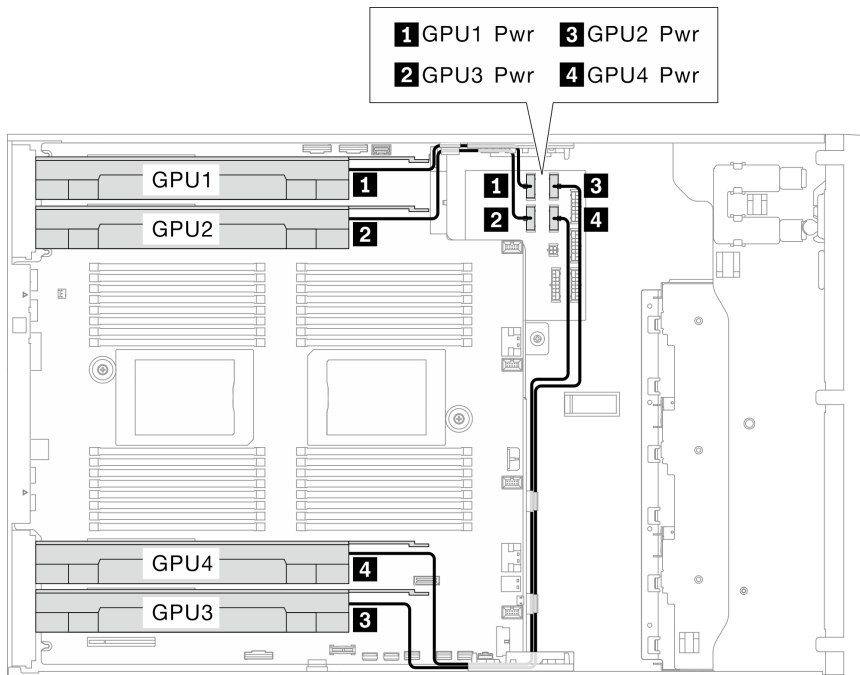 1 GPU1 Pwr 3 GPU2 Pwr
2 GPU3 Pwr 4 GPU4 Pwr
GPU1 1 1 3
GPU2 2 2 4
GPU4 4
GPU3 3